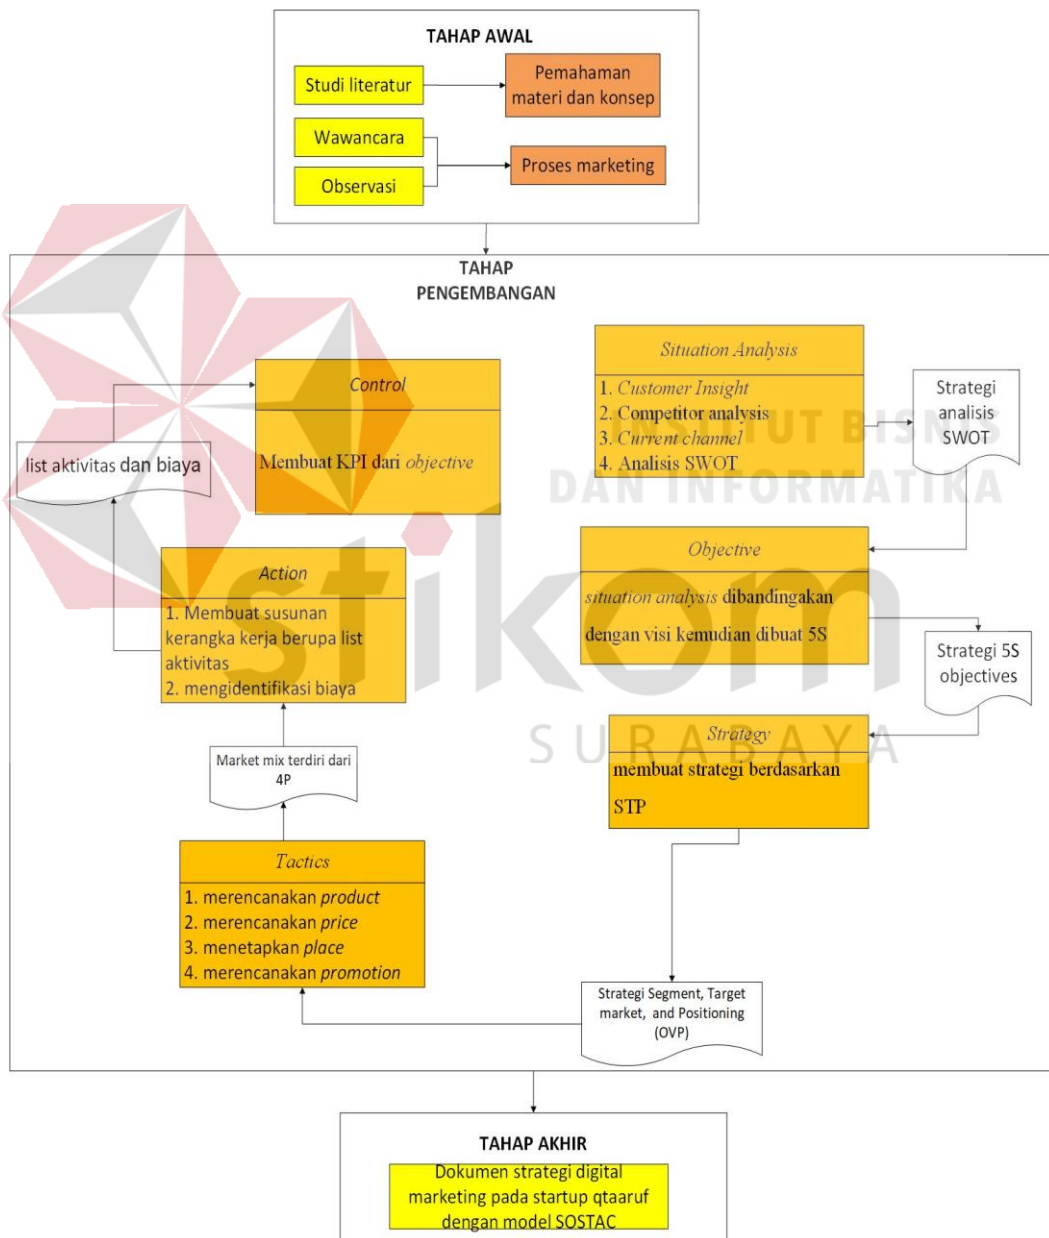 TAHAP AWAL
Studi literatur
Pemahaman
materi dan konsep
Wawancara
Observasi
Proses marketing
TAHAP
PENGEMBANGAN
Situation Analysis
1. Customer Insight
2. Competitor analysis
3. Current channel
4. Analisis SWOT
Strategi
analisis
SWOT
Control
Membuat KPI dari objective
list aktivitas dan biaya
INSTITUT BISNIS
DAN INFORMATIKA
Objective
situation analysis dibandingakan
dengan visi kemudian dibuat 5S
Strategi 5S
objectives
Action
1. Membuat susunan
kerangka kerja berupa list
aktivitas
2. mengidentifikasi biaya
stikom
SURABAYA
Strategy
membuat strategi berdasarkan
STP
Market mix terdiri dari
4P
Tactics
1. merencanakan product
2. merencanakan price
3. menetapkan place
4. merencanakan promotion
Strategi Segment, Target
market, and Positioning
(OVP)
TAHAP AKHIR
Dokumen strategi digital
marketing pada startup qtaaruf
dengan model SOSTAC